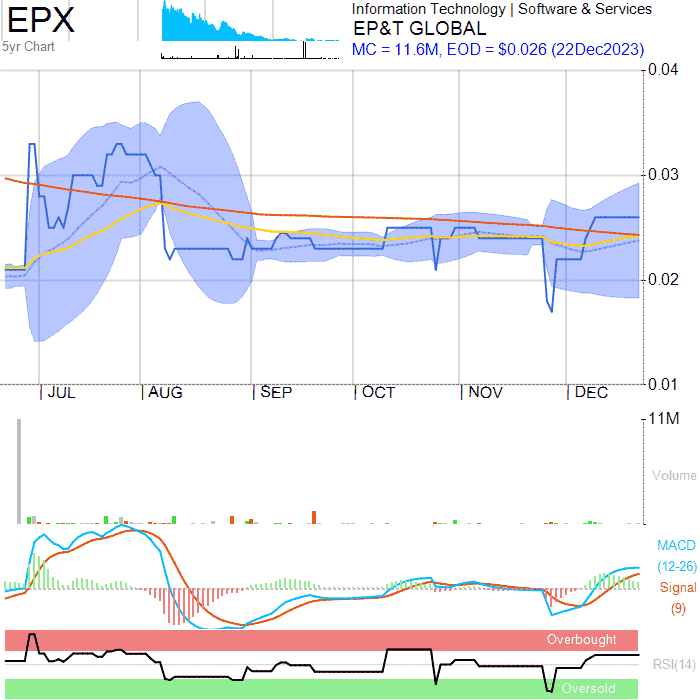 EPX
5yr Chart
Information Technology | Software & Services
EP&T GLOBAL
MC = 11.6M, EOD = $0.026 (22Dec2023)
0.04
0.03
0.02
0.01
| JUL | AUG | SEP | OCT | NOV | DEC
11M
Volume
MACD
(12-26)
Signal
(9)
Overbought
RSI(14)
Oversold